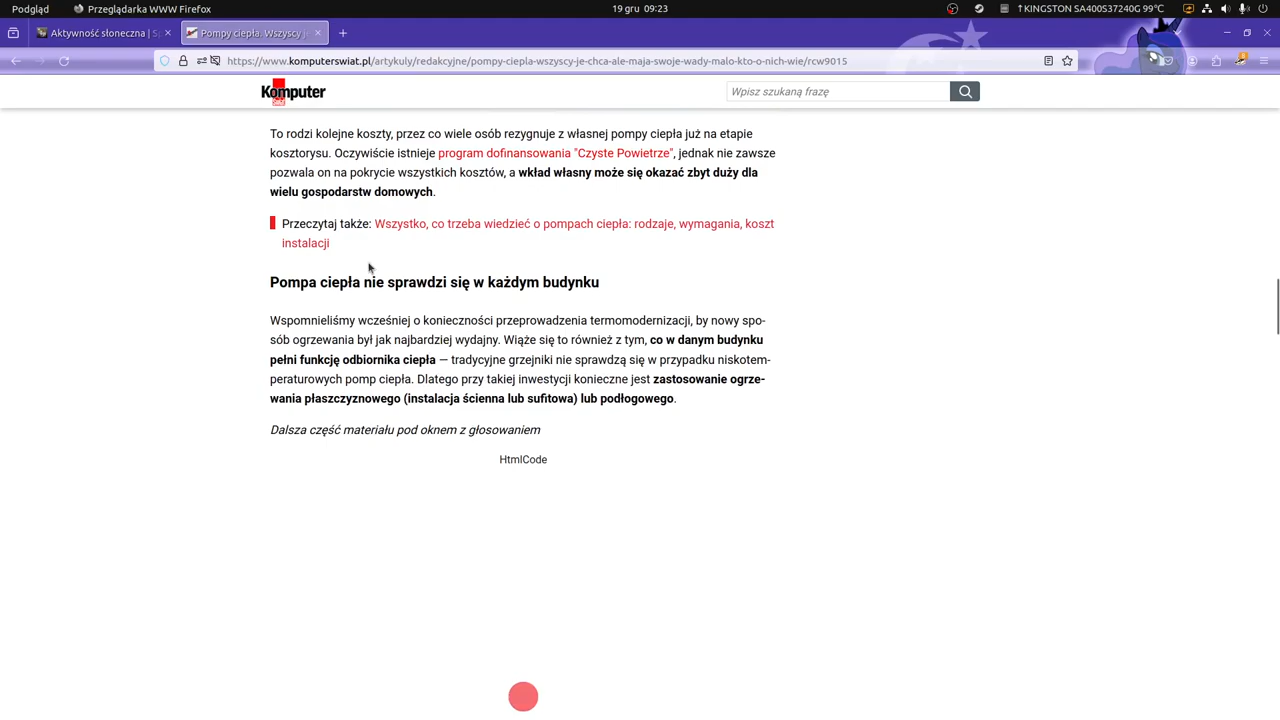 Podgląd
Przeglądarka WWW Firefox
19 gru 09:23
↑KINGSTON SA400S37240G 99°C
Aktywność słoneczna | S
Pompy ciepła. Wszyscy j
https://www.komputerswiat.pl/artykuly/redakcyjne/pompy-ciepla-wszyscy-je-chca-ale-maja-swoje-wady-malo-kto-o-nich-wie/rcw9015
Komputer
Świat
Wpisz szukaną frazę
To rodzi kolejne koszty, przez co wiele osób rezygnuje z własnej pompy ciepła już na etapie
kosztorysu. Oczywiście istnieje program dofinansowania "Czyste Powietrze", jednak nie zawsze
pozwala on na pokrycie wszystkich kosztów, a wkład własny może się okazać zbyt duży dla
wielu gospodarstw domowych.
Przeczytaj także: Wszystko, co trzeba wiedzieć o pompach ciepła: rodzaje, wymagania, koszt
instalacji
Pompa ciepła nie sprawdzi się w każdym budynku
Wspomnieliśmy wcześniej o konieczności przeprowadzenia termomodernizacji, by nowy spo-
sób ogrzewania był jak najbardziej wydajny. Wiąże się to również z tym, co w danym budynku
pełni funkcję odbiornika ciepła — tradycyjne grzejniki nie sprawdzą się w przypadku niskotem-
peraturowych pomp ciepła. Dlatego przy takiej inwestycji konieczne jest zastosowanie ogrze-
wania płaszczyznowego (instalacja ścienna lub sufitowa) lub podłogowego.
Dalsza część materiału pod oknem z głosowaniem
HtmlCode